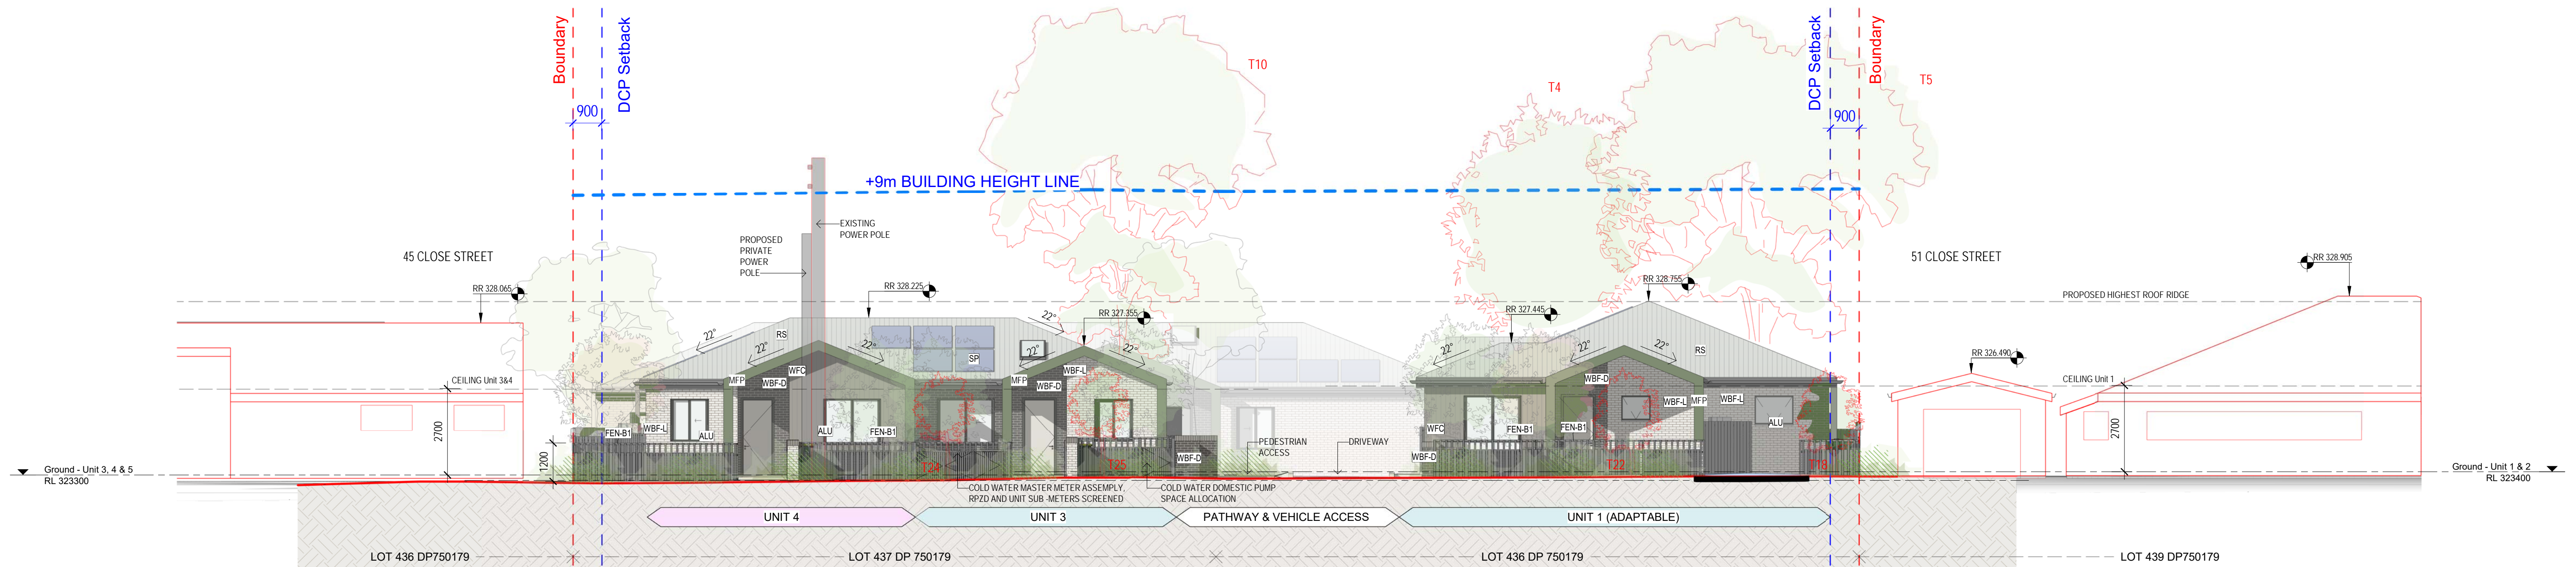 Boundary
DCP Setback
900
T10
T4
DCP Setback
Boundary
T5
900
+9m BUILDING HEIGHT LINE
EXISTING
POWER POLE
PROPOSED
PRIVATE
POWER
POLE
45 CLOSE STREET
51 CLOSE STREET
RR 328.065
RR 328.225
RR 327.355
RR 327.445
RR 328.755
RR 328.905
PROPOSED HIGHEST ROOF RIDGE
RR 326.490
22°
22°
RS
22°
22°
22°
22°
SP
22°
22°
22°
RS
CEILING Unit 3&4
CEILING Unit 1
MFP
WBF-D
WFC
MFP
WBF-D
WBF-L
WBF-D
WBF-L
MFP
WBF-L
2700
1200
FEN-B1
WBF-L
ALU
ALU
FEN-B1
WBF-D
WFC
WBF-D
FEN-B1
FEN-B1
ALU
2700
PEDESTRIAN
ACCESS
DRIVEWAY
T24
T25
T22
T18
Ground - Unit 3, 4 & 5
RL 323300
Ground - Unit 1 & 2
RL 323400
COLD WATER MASTER METER ASSEMPLY,
RPZD AND UNIT SUB -METERS SCREENED
COLD WATER DOMESTIC PUMP
SPACE ALLOCATION
UNIT 4
UNIT 3
PATHWAY & VEHICLE ACCESS
UNIT 1 (ADAPTABLE)
LOT 436 DP750179
LOT 437 DP 750179
LOT 436 DP 750179
LOT 439 DP750179